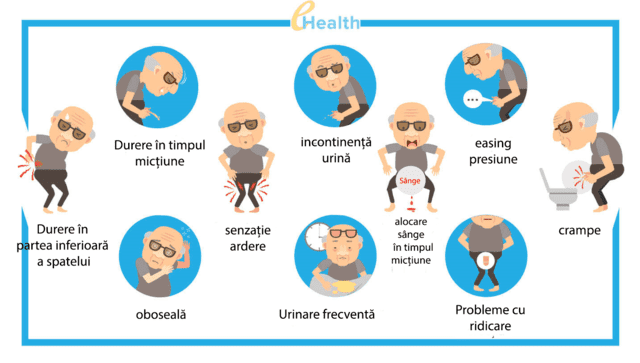 eHealth
Durere în timpul
micțiune
incontinență
urină
easing
presiune
Sânge
Durere în
partea inferioară
a spatelui
senzație
ardere
alocare
sânge
în timpul
micțiune
crampe
oboseală
Urinare frecventă
Probleme cu
ridicare